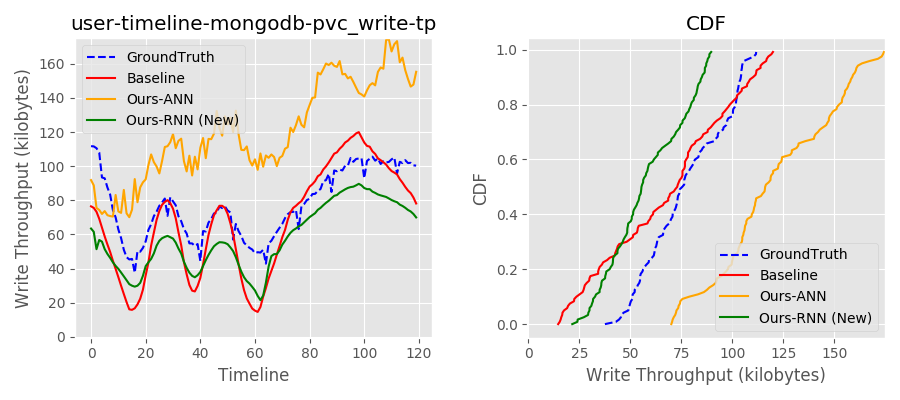 user-timeline-mongodb-pvc_write-tp
GroundTruth
Baseline
Ours-ANN
Ours-RNN (New)
Write Throughput (kilobytes)
160
140
120
100
80
60
40
20
0
0 20 40 60 80 100 120
Timeline
CDF
CDF
1.0
0.8
0.6
0.4
0.2
0.0
GroundTruth
Baseline
Ours-ANN
Ours-RNN (New)
0 25 50 75 100 125 150
Write Throughput (kilobytes)